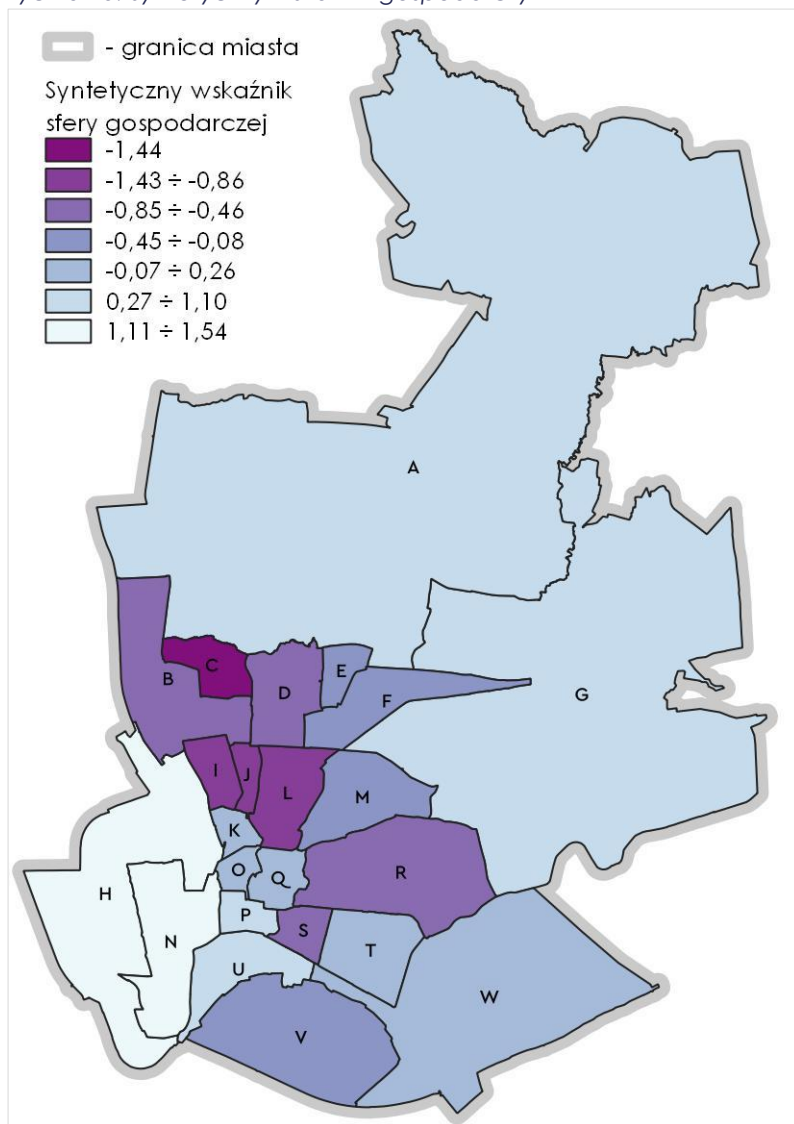 - granica miasta
Syntetyczny wskaźnik
sfery gospodarczej
-1,44
-1,43 ÷ -0,86
-0,85 ÷ -0,46
-0,45 ÷ -0,08
-0,07 ÷ 0,26
0,27 ÷ 1,10
1,11 ÷ 1,54
A
B
C
D
E
F
G
I
J
L
M
K
H
N
O
Q
R
P
S
T
U
V
W